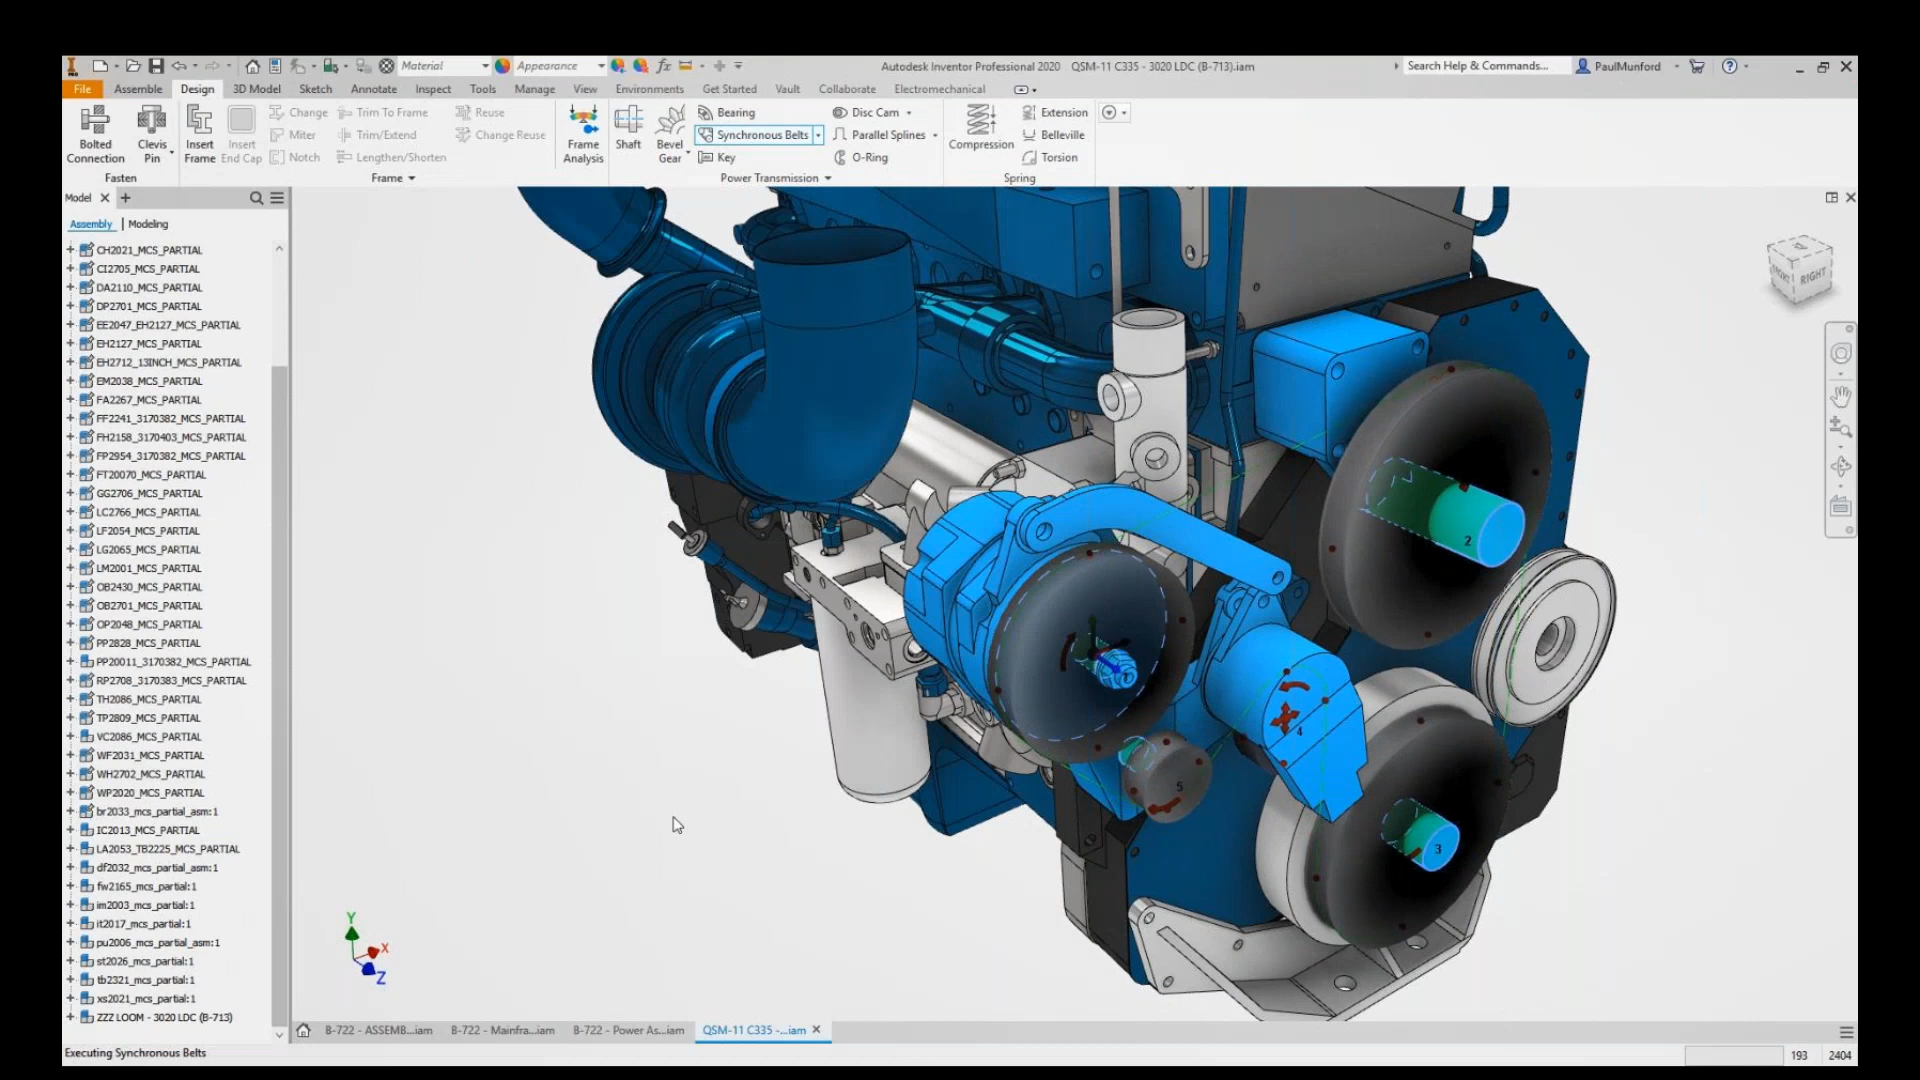 PRO
Material
Appearance
fx
Autodesk Inventor Professional 2020 QSM-11 C335 - 3020 LDC (B-713).iam
Search Help & Commands...
PaulMunford
File
Assemble
Design
3D Model
Sketch
Annotate
Inspect
Tools
Manage
View
Environments
Get Started
Vault
Collaborate
Electromechanical
Bolted Connection
Clevis Pin
Insert Frame
Insert End Cap
Change
Miter
Notch
Trim To Frame
Trim/Extend
Lengthen/Shorten
Reuse
Change Reuse
Frame Analysis
Shaft
Bevel Gear
Bearing
Synchronous Belts
Key
Disc Cam
Parallel Splines
O-Ring
Compression
Extension
Belleville
Torsion
Fasten
Frame
Power Transmission
Spring
Model
Assembly
Modeling
CH2021_MCS_PARTIAL
CI2705_MCS_PARTIAL
DA2110_MCS_PARTIAL
DP2701_MCS_PARTIAL
EE2047_EH2127_MCS_PARTIAL
EH2127_MCS_PARTIAL
EH2712_13INCH_MCS_PARTIAL
EM2038_MCS_PARTIAL
FA2267_MCS_PARTIAL
FF2241_3170382_MCS_PARTIAL
FH2158_3170403_MCS_PARTIAL
FP2954_3170382_MCS_PARTIAL
FT20070_MCS_PARTIAL
GG2706_MCS_PARTIAL
LC2766_MCS_PARTIAL
LF2054_MCS_PARTIAL
LG2065_MCS_PARTIAL
LM2001_MCS_PARTIAL
OB2430_MCS_PARTIAL
OB2701_MCS_PARTIAL
OP2048_MCS_PARTIAL
PP2828_MCS_PARTIAL
PP20011_3170382_MCS_PARTIAL
RP2708_3170383_MCS_PARTIAL
TH2086_MCS_PARTIAL
TP2809_MCS_PARTIAL
VC2086_MCS_PARTIAL
WF2031_MCS_PARTIAL
WH2702_MCS_PARTIAL
WP2020_MCS_PARTIAL
br2033_mcs_partial_asm:1
IC2013_MCS_PARTIAL
LA2053_TB2225_MCS_PARTIAL
df2032_mcs_partial_asm:1
fw2165_mcs_partial:1
im2003_mcs_partial:1
it2017_mcs_partial:1
pu2006_mcs_partial_asm:1
st2026_mcs_partial:1
tb2321_mcs_partial:1
xs2021_mcs_partial:1
ZZZ LOOM - 3020 LDC (B-713)
RIGHT
2
4
5
3
Y
X
Z
B-722 - ASSEMB...iam
B-722 - Mainfra...iam
B-722 - Power As...iam
QSM-11 C335 -...iam
Executing Synchronous Belts
193
2404